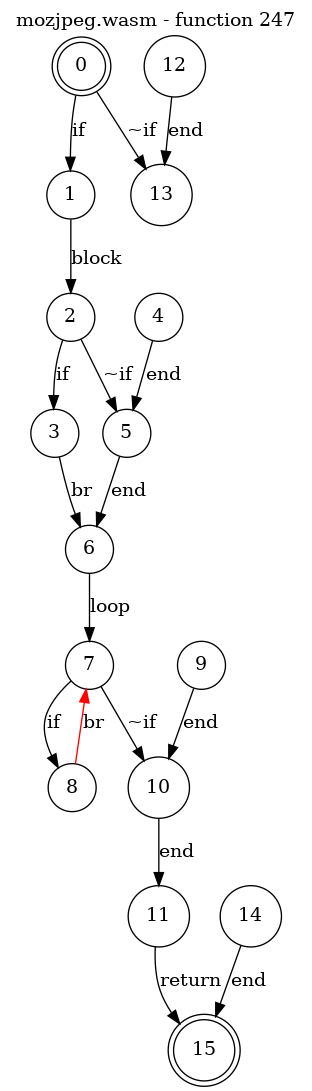 mozjpeg.wasm - function 247
0
12
if
~if
end
1
13
block
2
4
if
~if
end
3
5
br
end
6
loop
7
9
if
br
~if
end
8
10
end
11
14
return
end
15